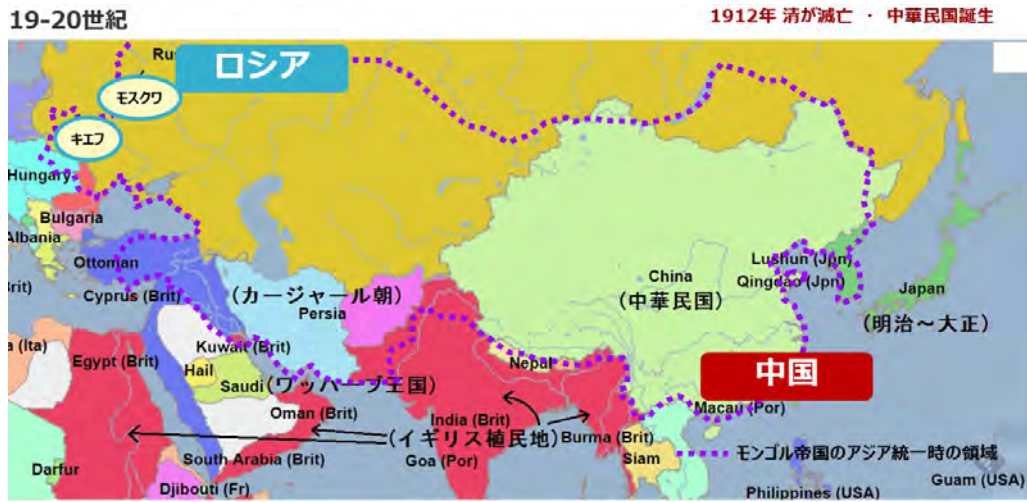 19-20世紀
1912年 清が滅亡 ・ 中華民国誕生
Rus
ロシア
モスクワ
キエフ
Hungary
Bulgaria
Albania
Ottoman
Brit)
Cyprus (Brit)
(カージャール朝)
Persia
China
(中華民国)
Lushun (Jpn)
Qingdao (Jpn)
Japan
(明治～大正)
a (Ita)
Egypt (Brit)
Kuwait (Brit)
Hail
Saudi
(ワッハーブ王国)
Nepal
中国
Macau (Por)
Oman (Brit)
India (Brit)
(イギリス植民地)
Burma (Brit)
South Arabia (Brit)
Goa (Por)
Siam
モンゴル帝国のアジア統一時の領域
Darfur
Djibouti (Fr)
Philippines (USA)
Guam (USA)